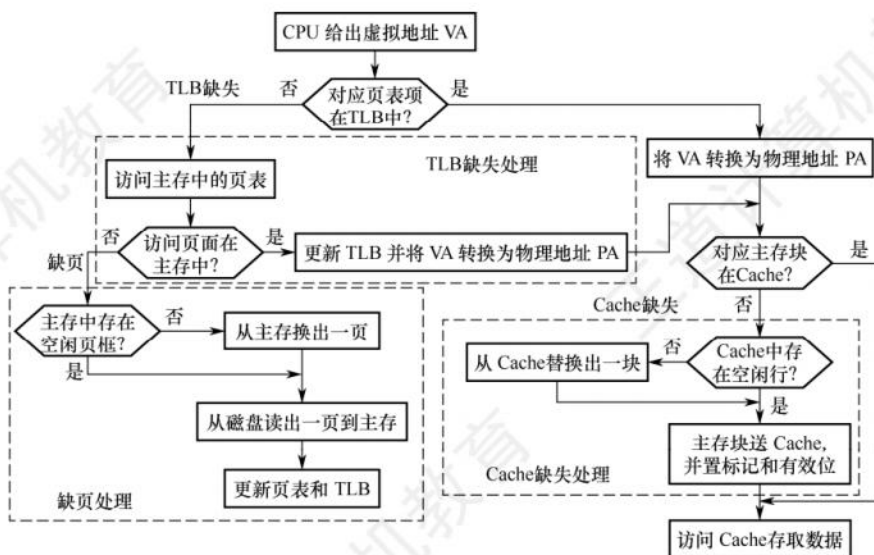 CPU 给出虚拟地址 VA
TLB缺失
否
对应页表项
在TLB中?
是
TLB缺失处理
将 VA 转换为物理地址 PA
访问主存中的页表
否
访问页面在
主存中?
是
更新 TLB 并将 VA 转换为物理地址 PA
缺页
对应主存块
在Cache?
是
Cache缺失
否
主存中存在
空闲页框?
否
从主存换出一页
是
从 Cache替换出一块
否
Cache中存
在空闲行?
是
从磁盘读出一页到主存
主存块送 Cache,
并置标记和有效位
更新页表和 TLB
Cache缺失处理
缺页处理
访问 Cache存取数据
机教育
王道计算机